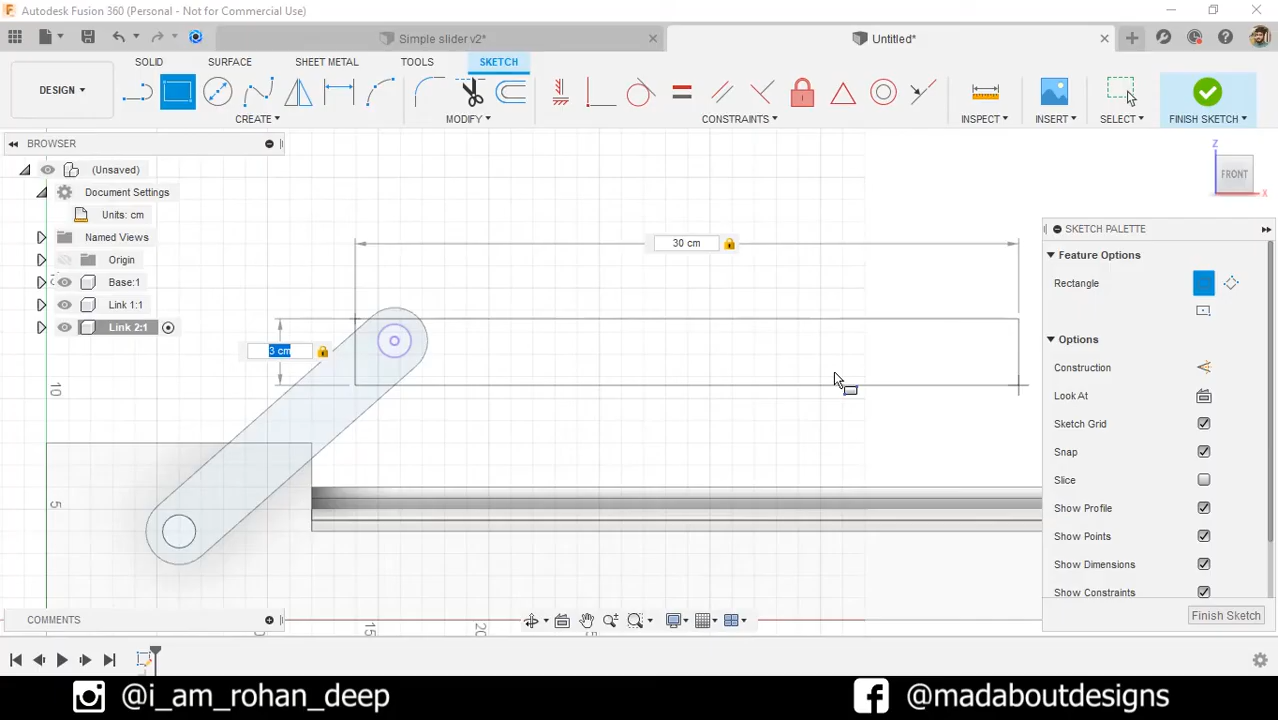 Autodesk Fusion 360 (Personal - Not for Commercial Use)
Simple slider v2*
Untitled*
SOLID SURFACE SHEET METAL TOOLS SKETCH
DESIGN
CREATE MODIFY CONSTRAINTS INSPECT INSERT SELECT FINISH SKETCH
BROWSER
(Unsaved)
Document Settings
Units: cm
Named Views
Origin
Base:1
Link 1:1
Link 2:1
30 cm
3 cm
10
5
15
20
Z
FRONT
X
SKETCH PALETTE
Feature Options
Rectangle
Options
Construction
Look At
Sketch Grid
Snap
Slice
Show Profile
Show Points
Show Dimensions
Show Constraints
Finish Sketch
COMMENTS
@i_am_rohan_deep
@madaboutdesigns